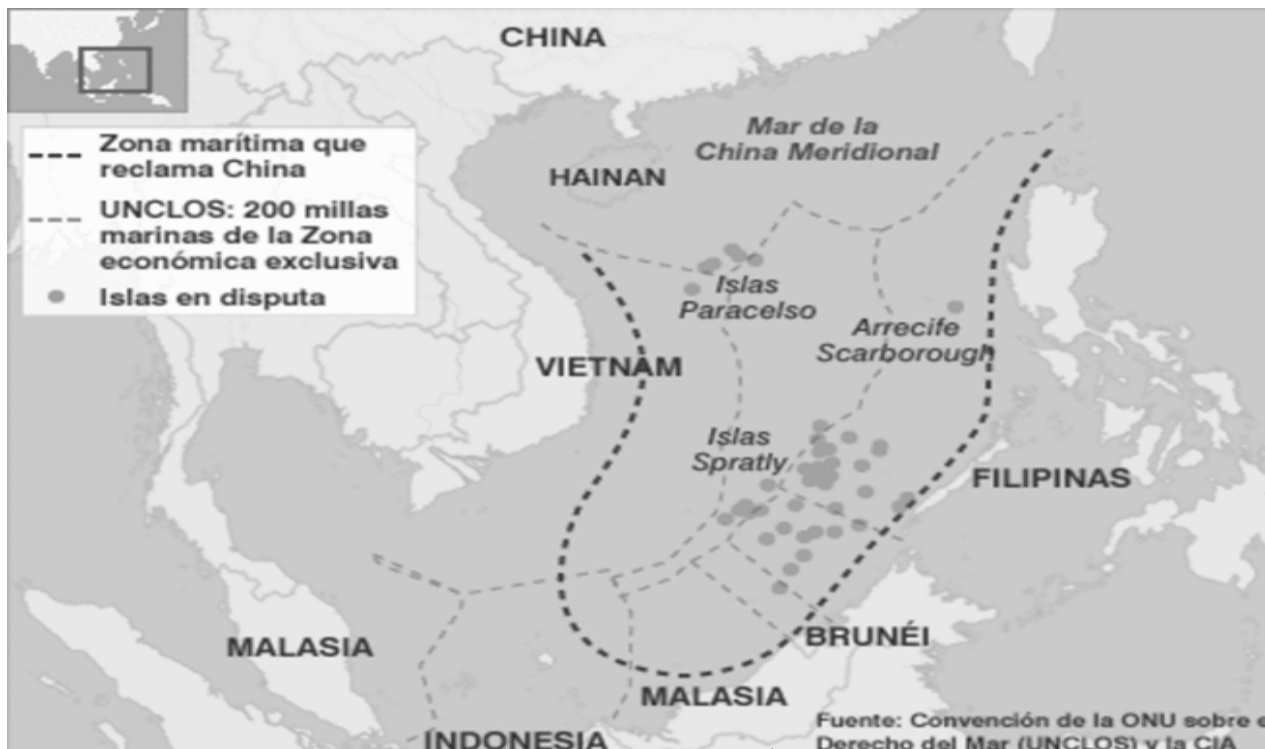 CHINA
Zona marítima que
reclama China
UNCLOS: 200 millas
marinas de la Zona
económica exclusiva
Islas en disputa
Mar de la
China Meridional
HAINAN
Islas
Paracelso
Arrecife
Scarborough
VIETNAM
Islas
Spratly
FILIPINAS
MALASIA
BRUNÉI
MALASIA
INDONESIA
Fuente: Convención de la ONU sobre e
Derecho del Mar (UNCLOS) y la CIA